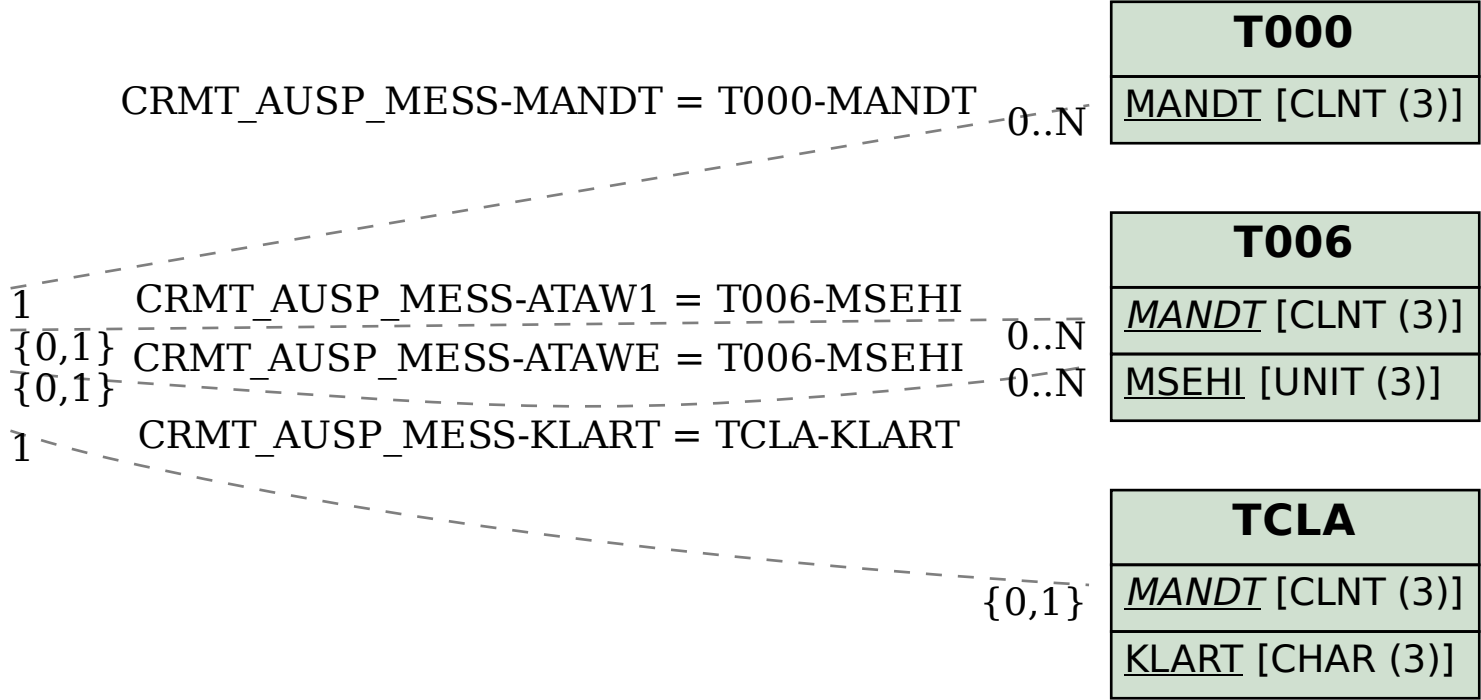 T000
CRMT_AUSP_MESS-MANDT = T000-MANDT
0..N
MANDT [CLNT (3)]
T006
1
CRMT_AUSP_MESS-ATAW1 = T006-MSEHI
MANDT [CLNT (3)]
0..N
{0,1}
CRMT_AUSP_MESS-ATAWE = T006-MSEHI
{0,1}
0..N
MSEHI [UNIT (3)]
1
CRMT_AUSP_MESS-KLART = TCLA-KLART
TCLA
MANDT [CLNT (3)]
{0,1}
KLART [CHAR (3)]